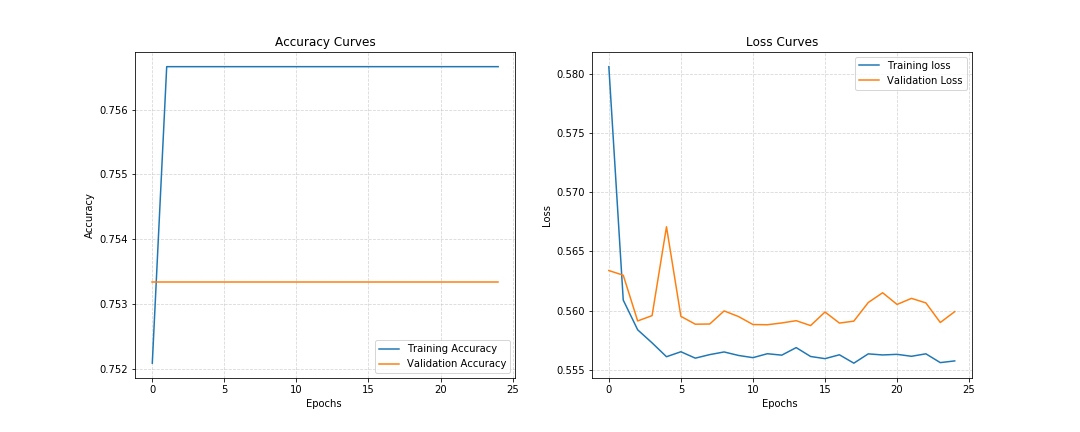 Accuracy Curves
0.756
0.755
0.754
0.753
0.752
Accuracy
0
5
10
15
20
25
Epochs
Training Accuracy
Validation Accuracy
Loss Curves
0.580
0.575
0.570
0.565
0.560
0.555
Loss
0
5
10
15
20
25
Epochs
Training loss
Validation Loss